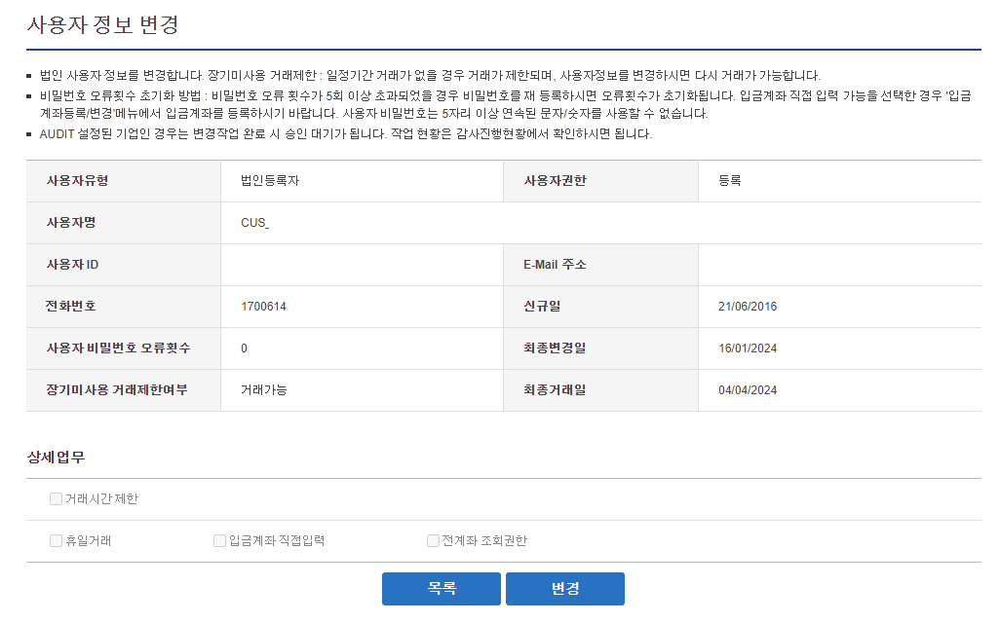 사용자 정보 변경
법인 사용자 정보를 변경합니다. 장기미사용 거래제한 : 일정기간 거래가 없을 경우 거래가 제한되며, 사용자정보를 변경하시면 다시 거래가 가능합니다.
비밀번호 오류횟수 초기화 방법 : 비밀번호 오류 횟수가 5회 이상 초과되었을 경우 비밀번호를 재 등록하시면 오류횟수가 초기화됩니다. 입금계좌 직접 입력 가능을 선택한 경우 '입금
계좌등록/변경'메뉴에서 입금계좌를 등록하시기 바랍니다. 사용자 비밀번호는 5자리 이상 연속된 문자/숫자를 사용할 수 없습니다.
AUDIT 설정된 기업인 경우는 변경작업 완료 시 승인 대기가 됩니다. 작업 현황은 감사진행현황에서 확인하시면 됩니다.
사용자유형 법인등록자 사용자권한 등록
사용자명 CUS_
사용자 ID E-Mail 주소
전화번호 1700614 신규일 21/06/2016
사용자 비밀번호 오류횟수 0 최종변경일 16/01/2024
장기미사용 거래제한여부 거래가능 최종거래일 04/04/2024
상세업무
거래시간 제한
휴일거래 입금계좌 직접입력 전계좌 조회권한
목록 변경